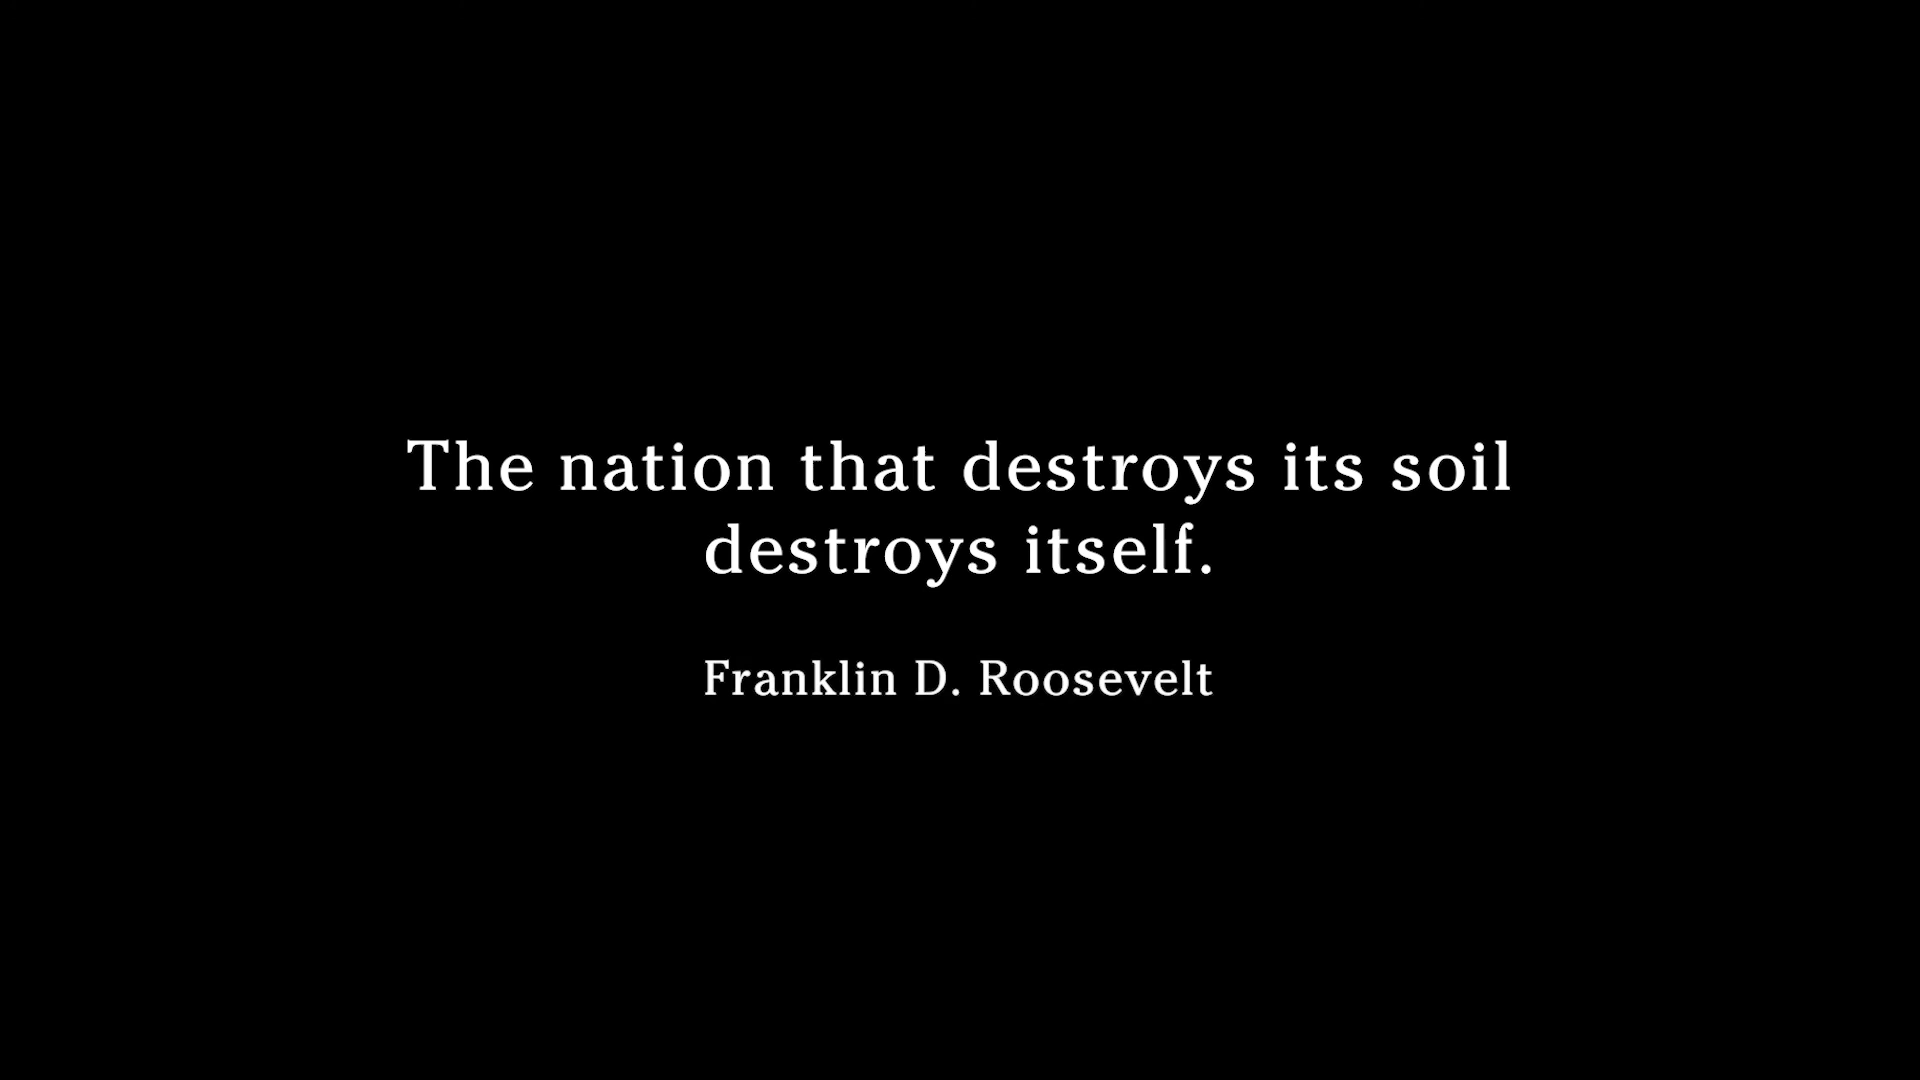 The nation that destroys its soil
destroys itself.
Franklin D. Roosevelt